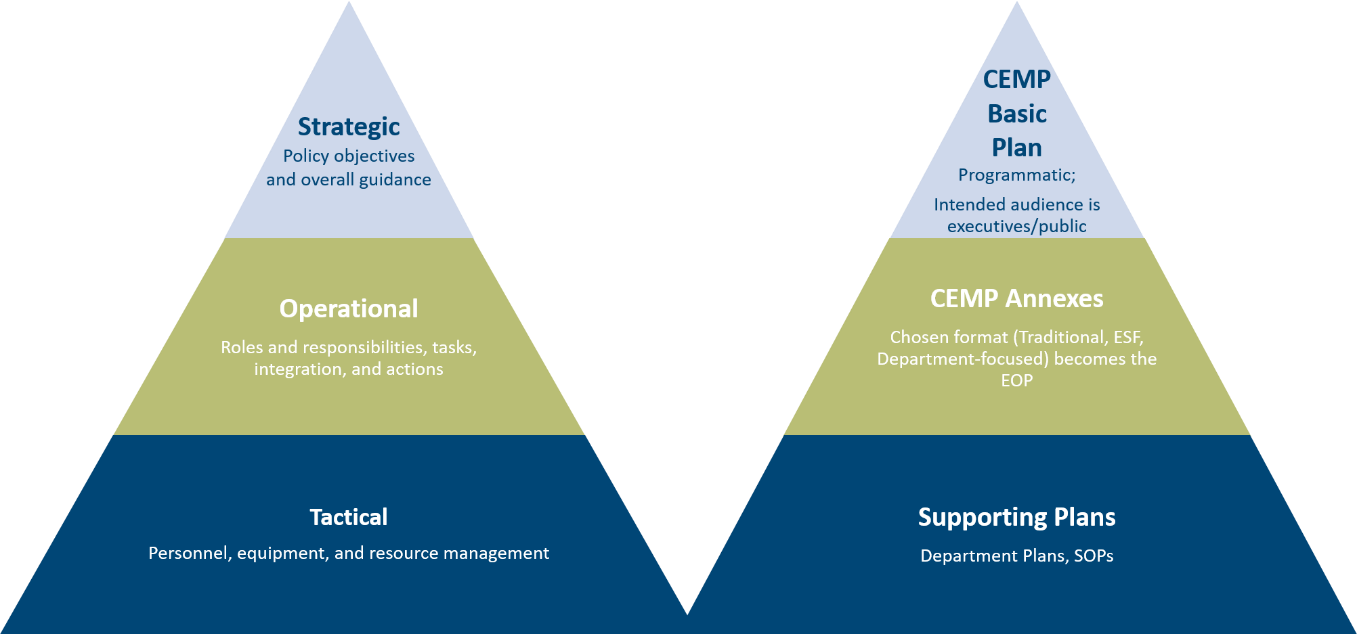 Strategic
Policy objectives
and overall guidance
Operational
Roles and responsibilities, tasks,
integration, and actions
Tactical
Personnel, equipment, and resource management
CEMP
Basic
Plan
Programmatic;
Intended audience is
executives/public
CEMP Annexes
Chosen format (Traditional, ESF,
Department-focused) becomes the
EOP
Supporting Plans
Department Plans, SOPs